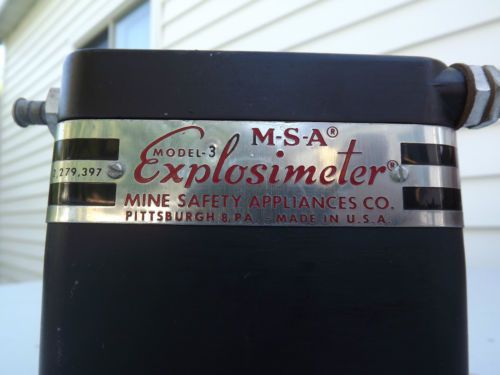 M-S-A®
MODEL-3
Explosimeter®
279,397
MINE SAFETY APPLIANCES CO.
PITTSBURGH 8, PA. MADE IN U.S.A.